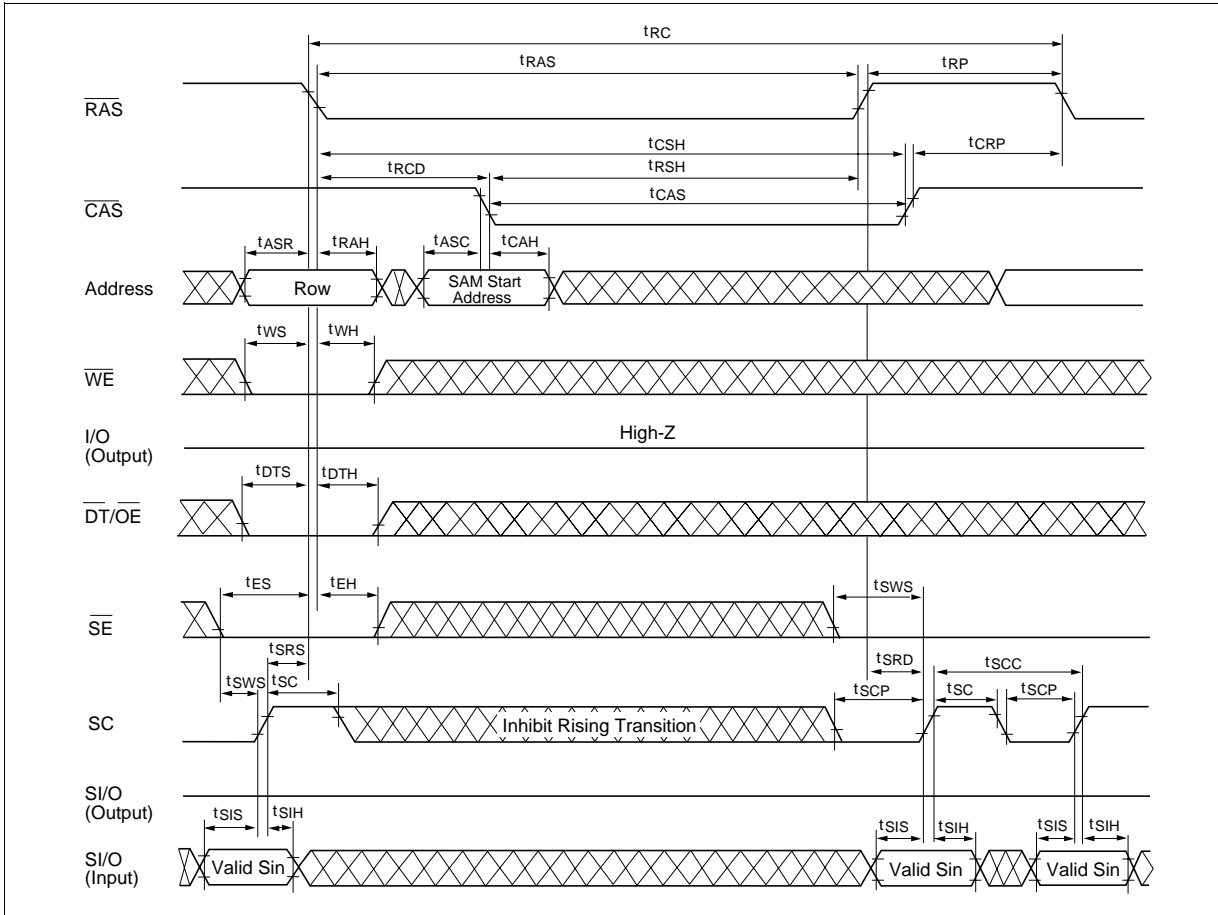 tRC
tRAS tRP
RAS
tCSH tCRP
tRCD tRSH
tCAS
CAS
tASR tRAH tASC tCAH
Address Row SAM Start
Address
tWS tWH
WE
I/O
(Output) High-Z
tDTS tDTH
DT/OE
tES tEH tSWS
SE
tSRS tSRD tSCC
tSWS tSC tSCP tSC tSCP
SC Inhibit Rising Transition
SI/O
(Output)
tSIS tSIH tSIS tSIH tSIS tSIH
SI/O
(Input) Valid Sin Valid Sin Valid Sin